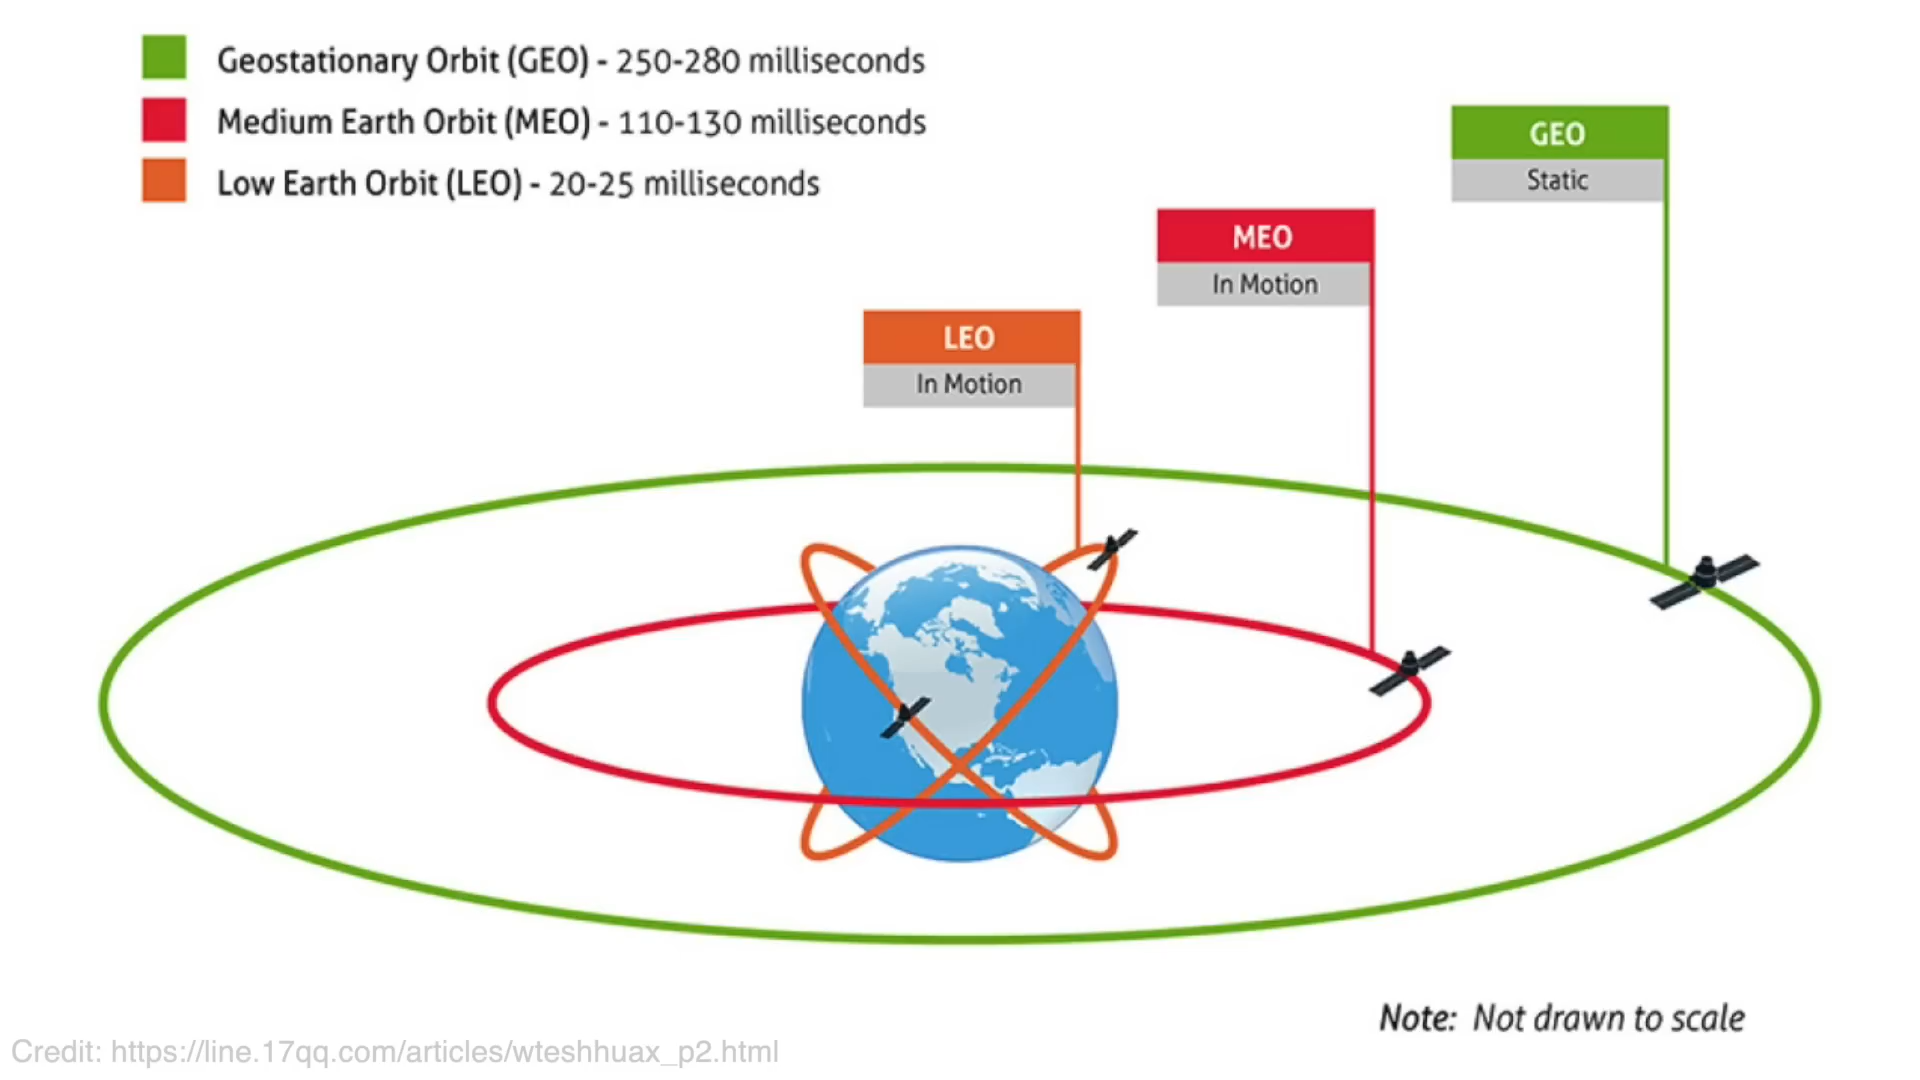 Geostationary Orbit (GEO) - 250-280 milliseconds
Medium Earth Orbit (MEO) - 110-130 milliseconds
Low Earth Orbit (LEO) - 20-25 milliseconds
GEO
Static
MEO
In Motion
LEO
In Motion
Note: Not drawn to scale
Credit: https://line.17qq.com/articles/wteshhuax_p2.html